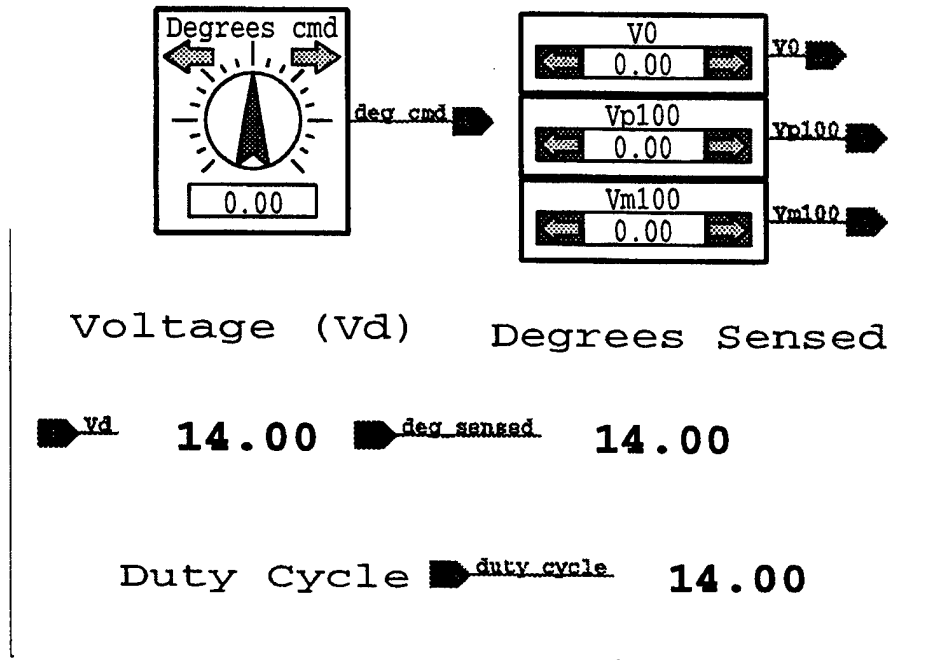 Degrees cmd
0.00
deg cmd
V0
0.00
V0
Vp100
0.00
Vp100
Vm100
0.00
Vm100
Voltage (Vd)
Degrees Sensed
Vd
14.00
deg sensed
14.00
Duty Cycle
duty cycle
14.00